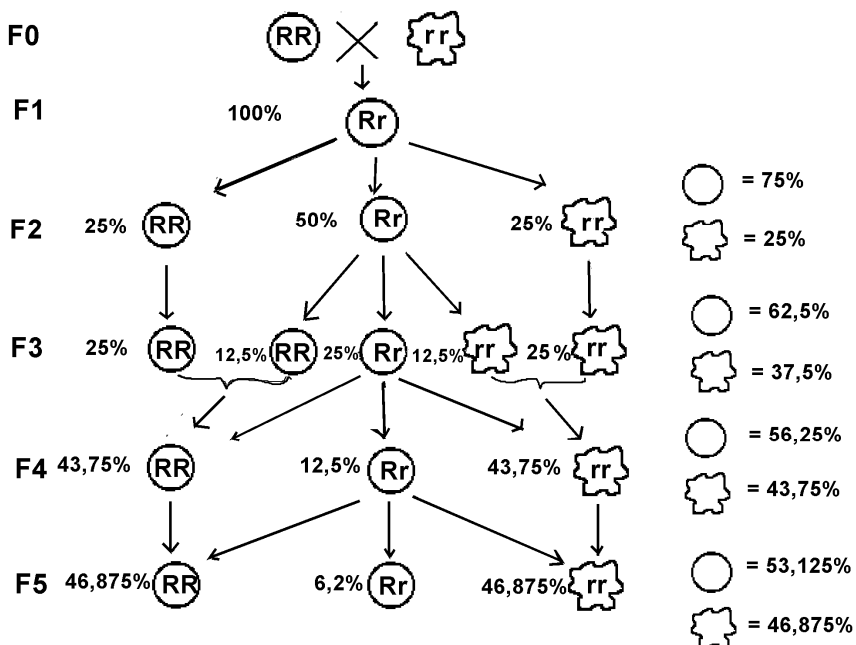 F0 RR rr
F1 100% Rr
F2 25% RR 50% Rr 25% rr
= 75%
= 25%
F3 25% RR 12,5% RR 25% Rr 12,5% rr 25% rr
= 62,5%
= 37,5%
F4 43,75% RR 12,5% Rr 43,75% rr
= 56,25%
= 43,75%
F5 46,875% RR 6,2% Rr 46,875% rr
= 53,125%
= 46,875%